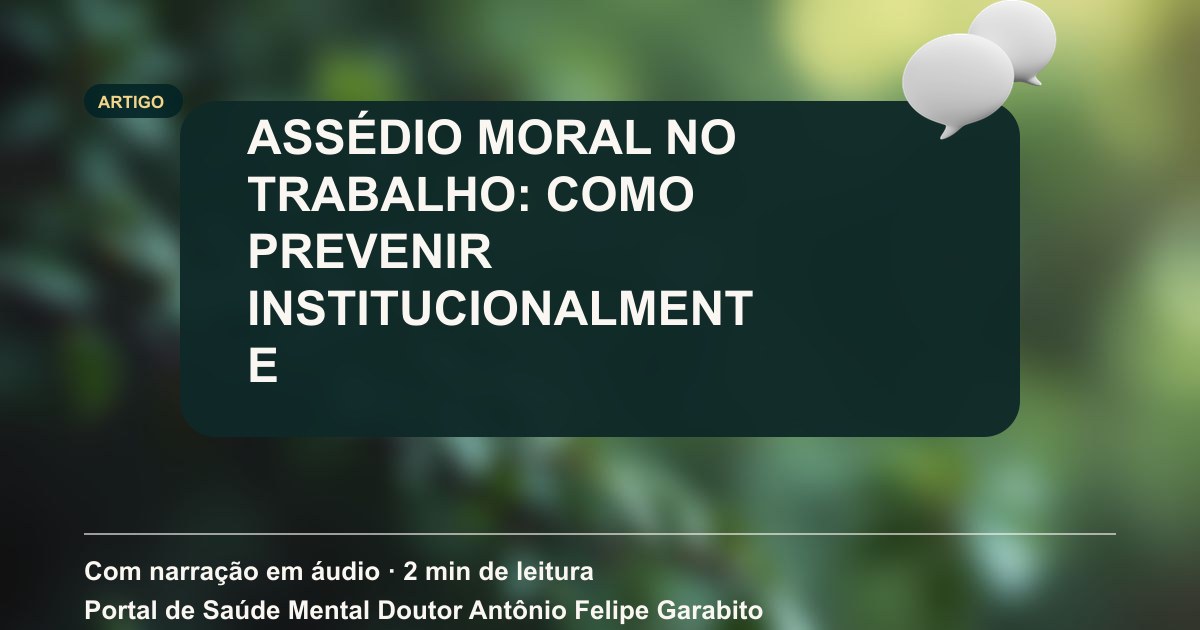 ARTIGO
ASSÉDIO MORAL NO
TRABALHO: COMO
PREVENIR
INSTITUCIONALMENT
E
Com narração em áudio · 2 min de leitura
Portal de Saúde Mental Doutor Antônio Felipe Garabito